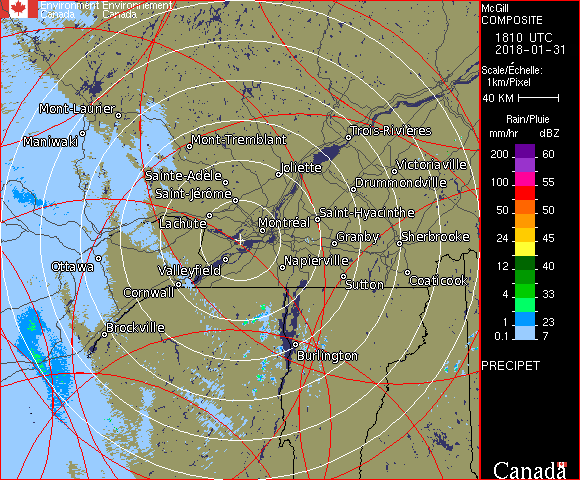 Environment Environnement
Canada Canada
Mont-Laurier
Maniwaki
Mont-Tremblant
Trois-Rivières
Sainte-Adèle
Joliette
Victoriaville
Saint-Jérôme
Drummondville
Lachute
Montréal
Saint-Hyacinthe
Granby
Sherbrooke
Ottawa
Valleyfield
Napierville
Cornwall
Sutton
Coaticook
Brockville
Burlington
McGill
COMPOSITE
1810 UTC
2018-01-31
Scale/Échelle:
1km/Pixel
40 KM
Rain/Pluie
mm/hr dBZ
200 60
150 57
100 55
50 50
24 45
12 40
4 33
1 23
0.1 7
PRECIPET
Canada